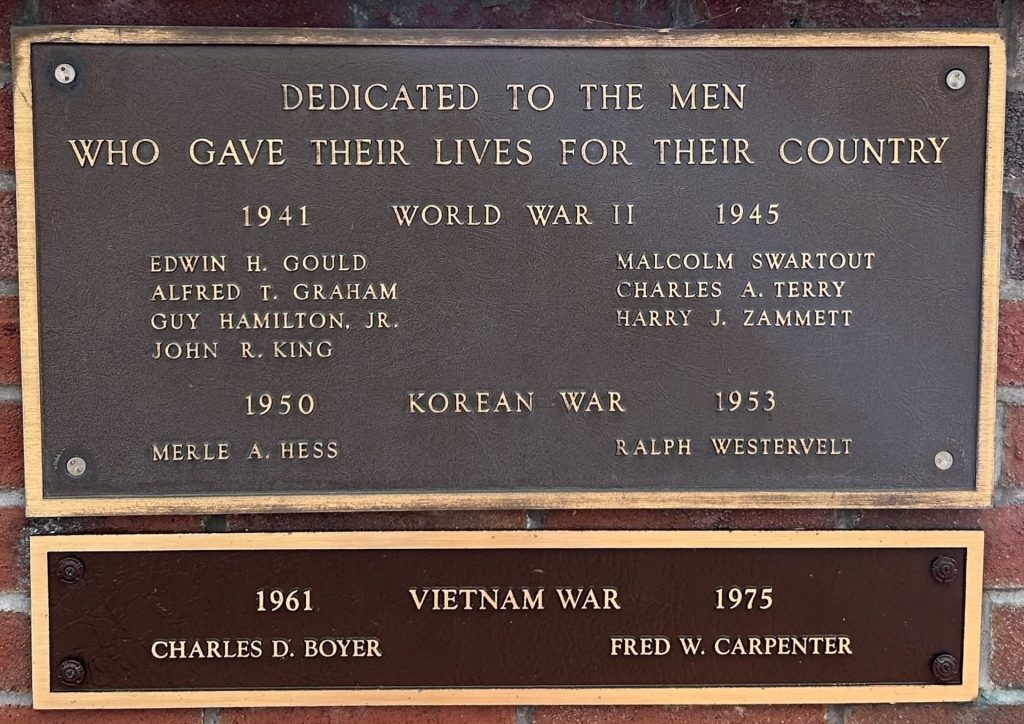 DEDICATED TO THE MEN
WHO GAVE THEIR LIVES FOR THEIR COUNTRY
1941 WORLD WAR II 1945
EDWIN H. GOULD MALCOLM SWARTOUT
ALFRED T. GRAHAM CHARLES A. TERRY
GUY HAMILTON, JR. HARRY J. ZAMMETT
JOHN R. KING
1950 KOREAN WAR 1953
MERLE A. HESS RALPH WESTERVELT
1961 VIETNAM WAR 1975
CHARLES D. BOYER FRED W. CARPENTER